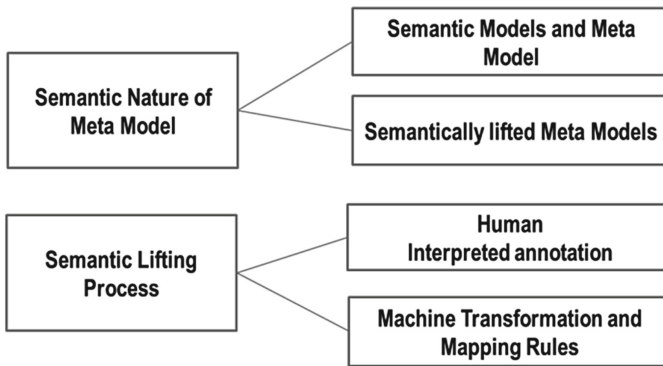 Semantic Nature of
Meta Model
Semantic Models and Meta
Model
Semantically lifted Meta Models
Semantic Lifting
Process
Human
Interpreted annotation
Machine Transformation and
Mapping Rules